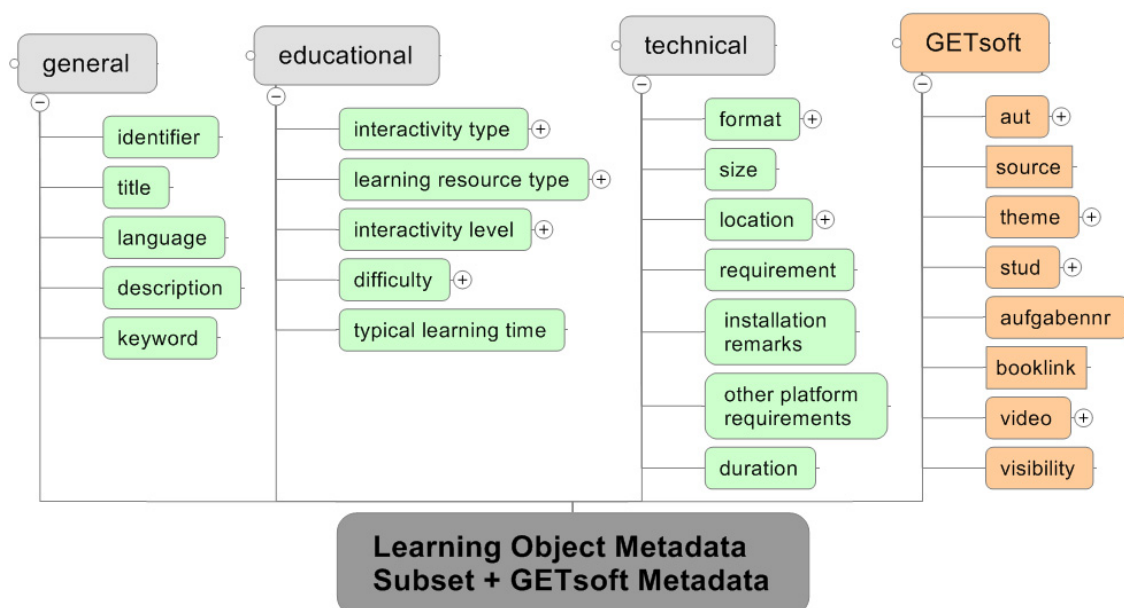 general
identifier
title
language
description
keyword
educational
interactivity type
learning resource type
interactivity level
difficulty
typical learning time
technical
format
size
location
requirement
installation
remarks
other platform
requirements
duration
GETsoft
aut
source
theme
stud
aufgabennr
booklink
video
visibility
Learning Object Metadata
Subset + GETsoft Metadata